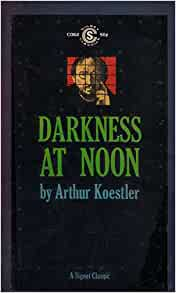 DARKNESS
AT NOON
by Arthur Koestler
A Signet Classic